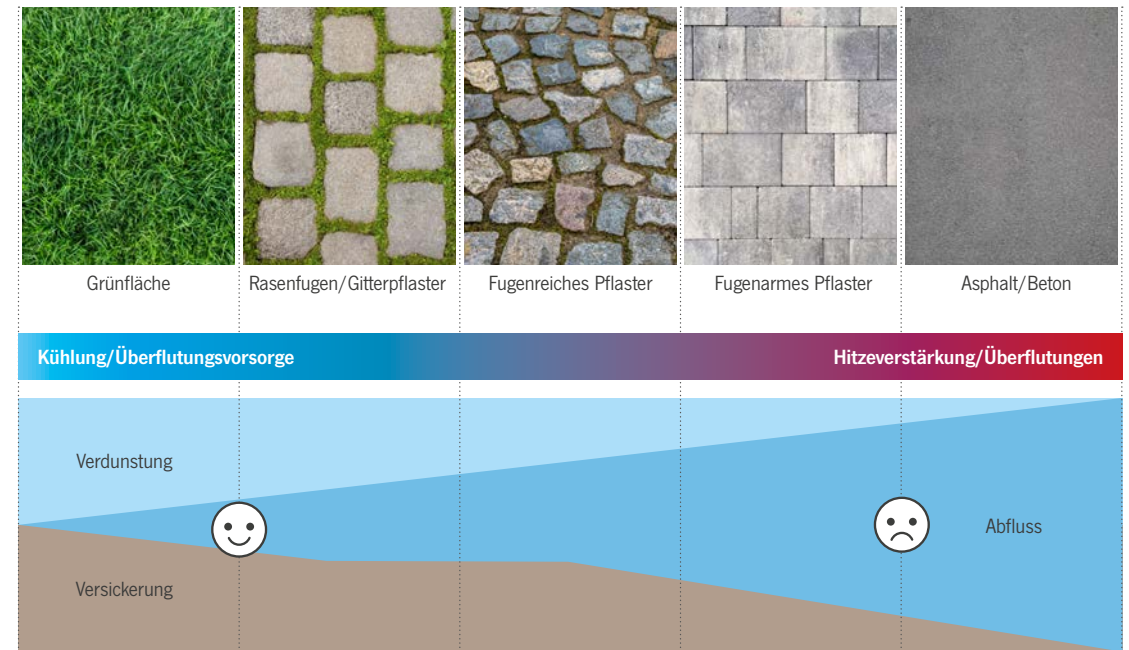 Grünfläche
Rasenfugen/Gitterpflaster
Fugenreiches Pflaster
Fugenarmes Pflaster
Asphalt/Beton
Kühlung/Überflutungsvorsorge
Hitzeverstärkung/Überflutungen
Verdunstung
Abfluss
Versickerung